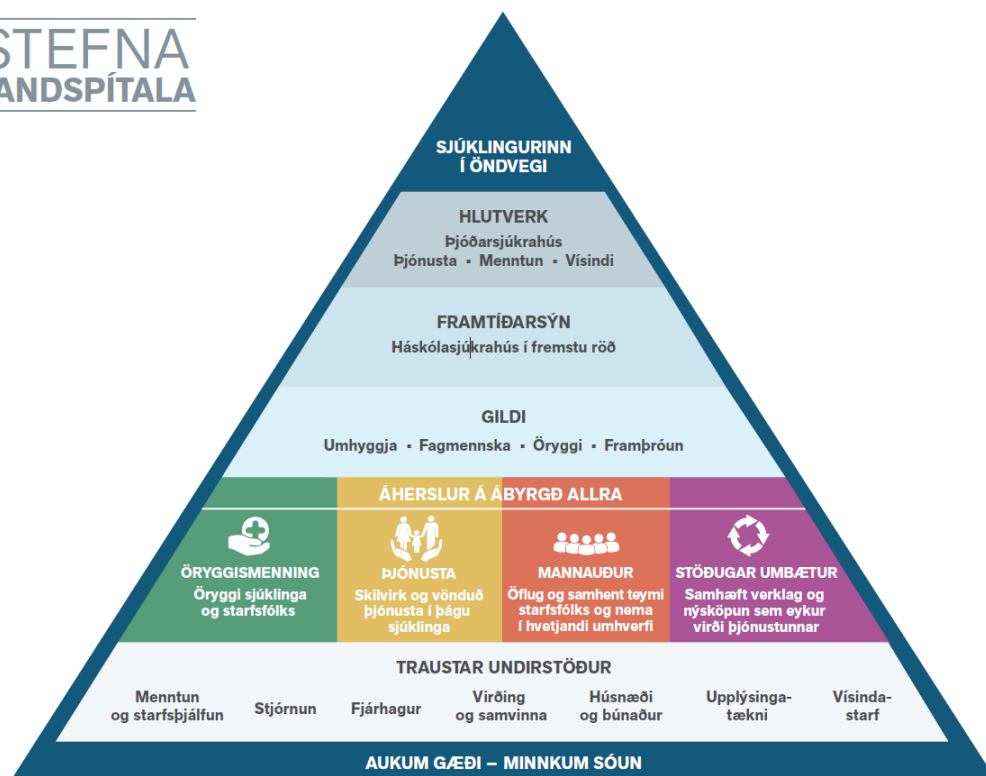 STEFNA
ANDSPÍTALA
SJÚKLINGURINN
Í ÖNDVEGI
HLUTVERK
Þjóðarsjúkrahús
Þjónusta ▪ Menntun ▪ Vísindi
FRAMTÍÐARSÝN
Háskólasjúkrahús í fremstu röð
GILDI
Umhyggja ▪ Fagmennska ▪ Öryggi ▪ Framþróun
ÁHERSLUR Á ÁBYRGÐ ALLRA
ÖRYGGISMENNING
Öryggi sjúklinga
og starfsfólks
ÞJÓNUSTA
Skilvirk og vönduð
þjónusta í þágu
sjúklinga
MANNAUÐUR
Öflug og samhent teymi
starfsfólks og nema
í hvetjandi umhverfi
STÖÐUGAR UMBÆTUR
Samhæft verklag og
nýsköpun sem eykur
virði þjónustunnar
TRAUSTAR UNDIRSTÖÐUR
Menntun
og starfsþjálfun
Stjórnun
Fjárhagur
Virðing
og samvinna
Húsnæði
og búnaður
Upplýsinga-
tækni
Vísinda-
starf
AUKUM GÆÐI – MINNKUM SÓUN